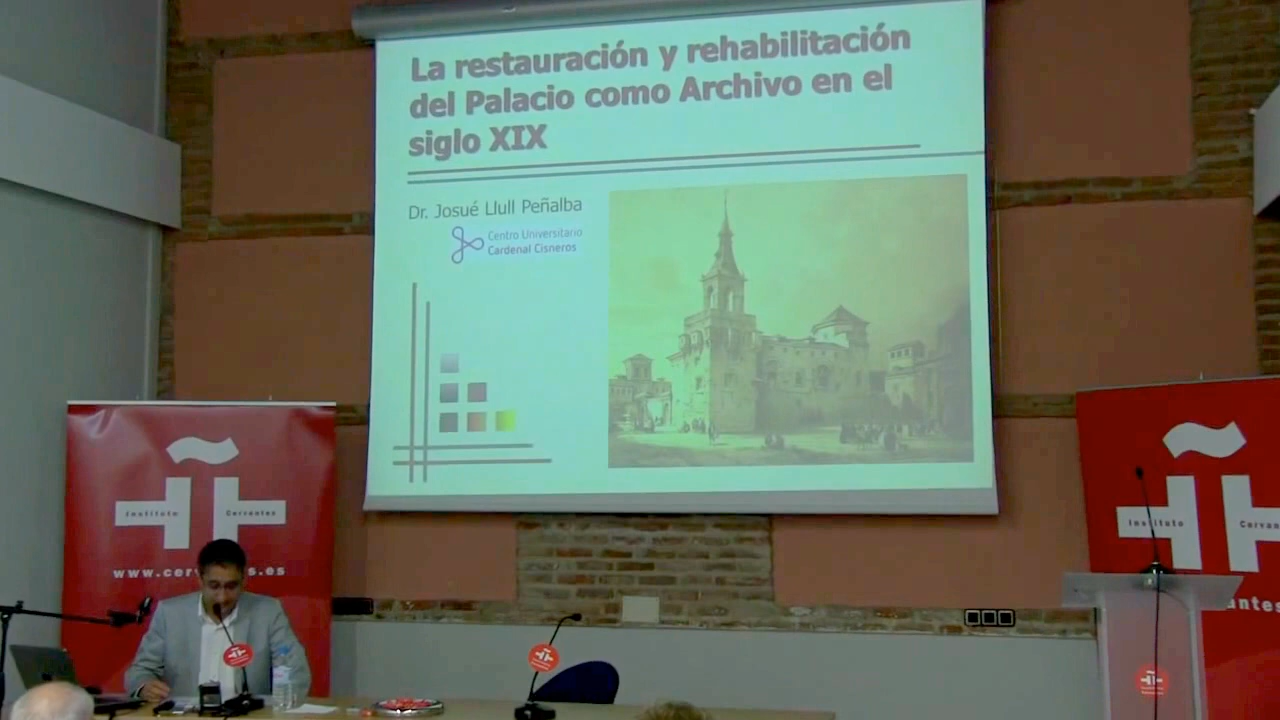 La restauración y rehabilitación
del Palacio como Archivo en el
siglo XIX
Dr. Josué Llull Peñalba
Centro Universitario
Cardenal Cisneros
Instituto Cervantes
www.cer es
Instituto Cervan
antes